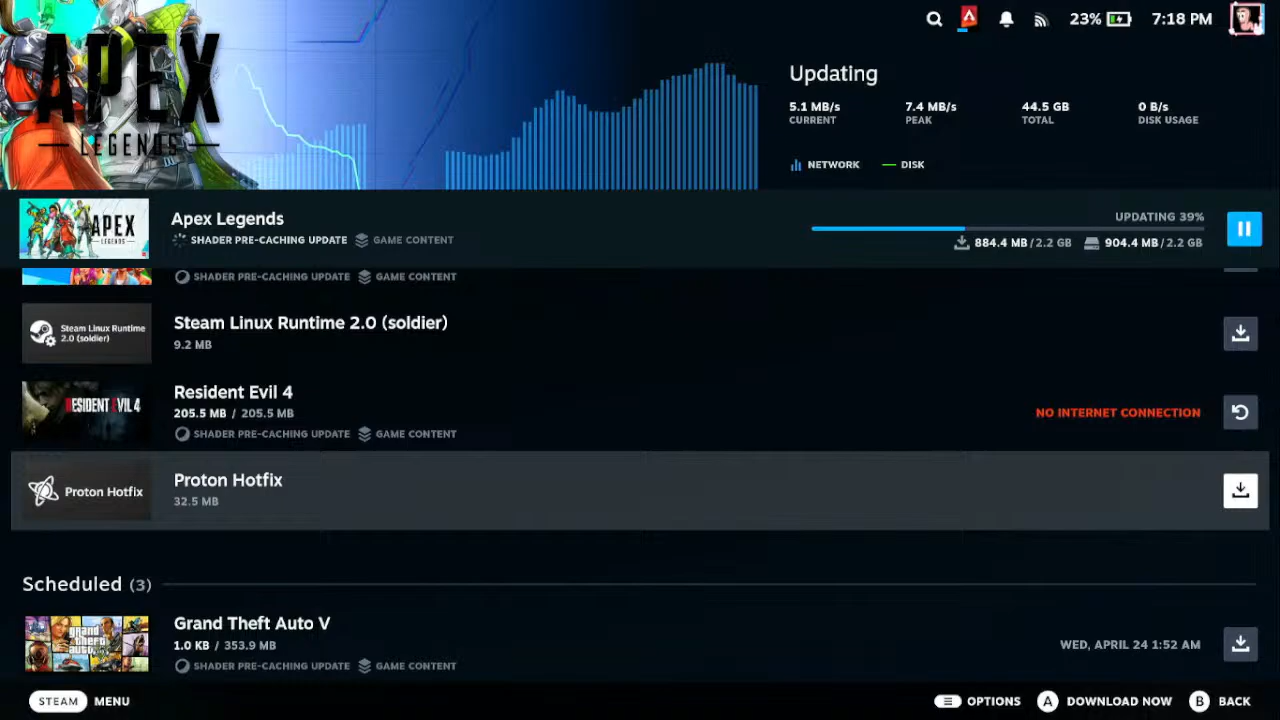 23%
7:18 PM
APEX
LEGENDS
Updating
5.1 MB/s
CURRENT
7.4 MB/s
PEAK
44.5 GB
TOTAL
0 B/s
DISK USAGE
NETWORK
DISK
APEX
LEGENDS
Apex Legends
SHADER PRE-CACHING UPDATE GAME CONTENT
UPDATING 39%
884.4 MB / 2.2 GB 904.4 MB / 2.2 GB
SHADER PRE-CACHING UPDATE GAME CONTENT
Steam Linux Runtime
2.0 (soldier)
Steam Linux Runtime 2.0 (soldier)
9.2 MB
RESIDENT EVIL 4
Resident Evil 4
205.5 MB / 205.5 MB
SHADER PRE-CACHING UPDATE GAME CONTENT
NO INTERNET CONNECTION
Proton Hotfix
Proton Hotfix
32.5 MB
Scheduled (3)
grand
theft
auto
V
Grand Theft Auto V
1.0 KB / 353.9 MB
SHADER PRE-CACHING UPDATE GAME CONTENT
WED, APRIL 24 1:52 AM
STEAM MENU
OPTIONS
A DOWNLOAD NOW
B BACK